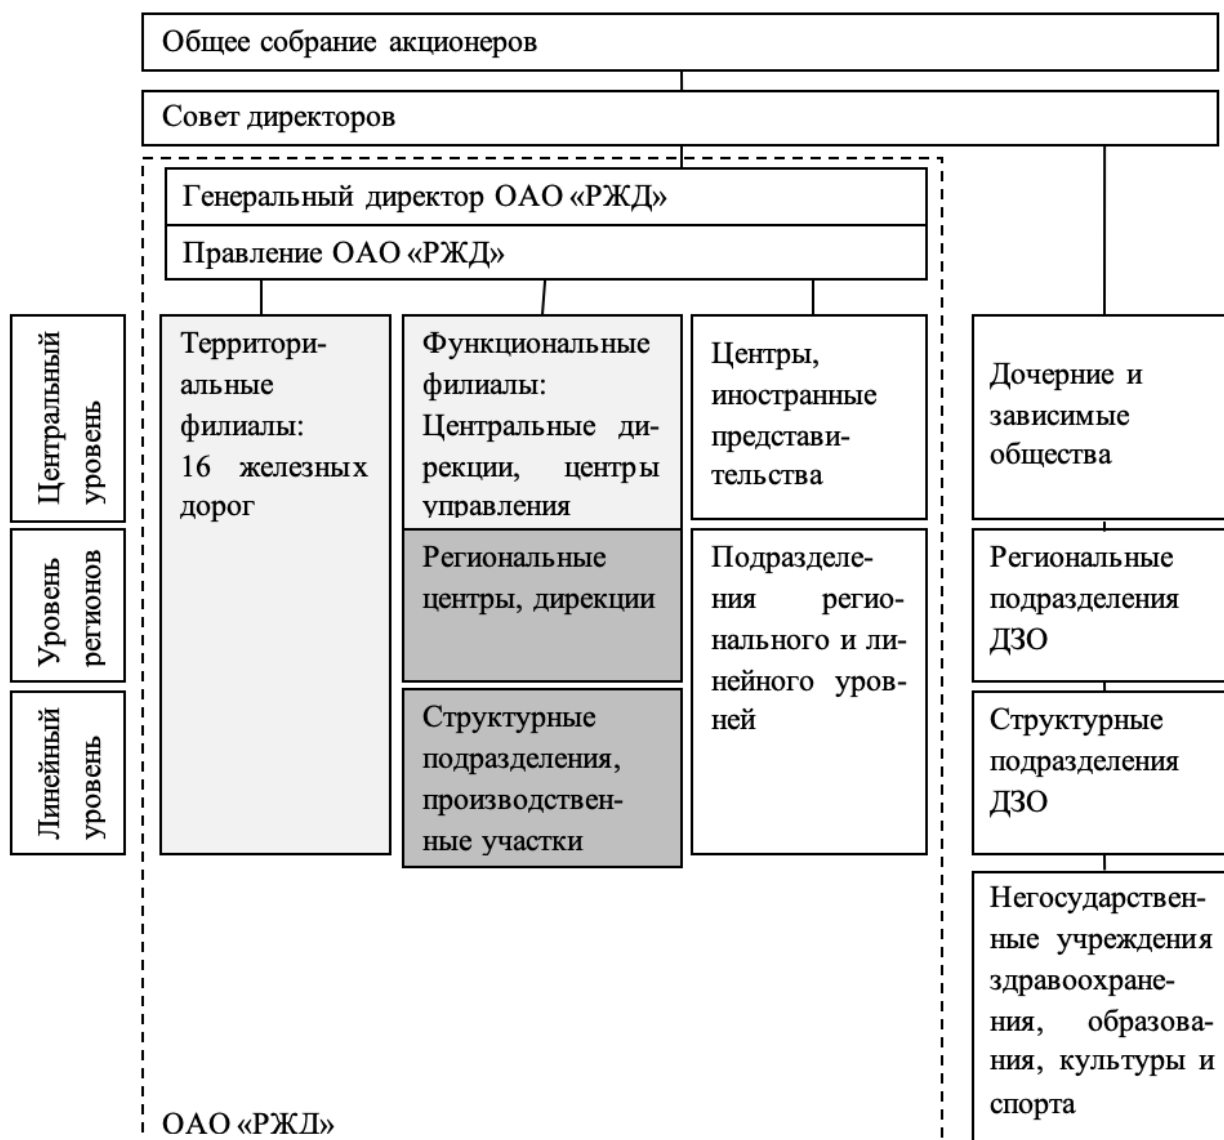 Общее собрание акционеров
Совет директоров
Генеральный директор ОАО «РЖД»
Правление ОАО «РЖД»
Центральный
уровень
Территори-
альные
филиалы:
16 железных
дорог
Функциональные
филиалы:
Центральные ди-
рекции, центры
управления
Центры,
иностранные
представи-
тельства
Дочерние и
зависимые
общества
Уровень
регионов
Региональные
центры, дирекции
Подразделе-
ния регио-
нального и ли-
нейного уров-
ней
Региональные
подразделения
ДЗО
Линейный
уровень
Структурные
подразделения,
производствен-
ные участки
Структурные
подразделения
ДЗО
Негосударствен-
ные учреждения
здравоохране-
ния, образова-
ния, культуры и
спорта
ОАО «РЖД»